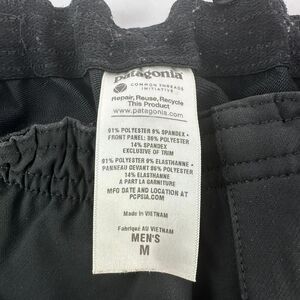 patagonia
COMMON THREADS
INITIATIVE
Repair, Reuse, Recycle
This Product
www.patagonia.com
91% POLYESTER 9% SPANDEX •
FRONT PANEL: 86% POLYESTER
14% SPANDEX
EXCLUSIVE OF TRIM
91% POLYESTER 9% ELASTHANNE •
PANNEAU DEVANT 86% POLYESTER
14% ELASTHANNE
A PART LA GARNITURE
MFG DATE AND LOCATION AT
PCPSIA.COM
Made in VIETNAM
Fabriqué AU VIETNAM
MEN'S
M